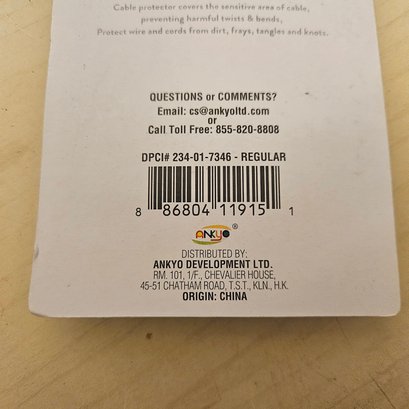 Cable protector covers the sensitive area of cable,
preventing harmful twists & bends,
Protect wire and cords from dirt, frays, tangles and knots.
QUESTIONS or COMMENTS?
Email: cs@ankyoltd.com
or
Call Toll Free: 855-820-8808
DPCI# 234-01-7346 - REGULAR
8 86804 11915 1
ANKYO ®
DISTRIBUTED BY:
ANKYO DEVELOPMENT LTD.
RM. 101, 1/F., CHEVALIER HOUSE,
45-51 CHATHAM ROAD, T.S.T., KLN., H.K.
ORIGIN: CHINA